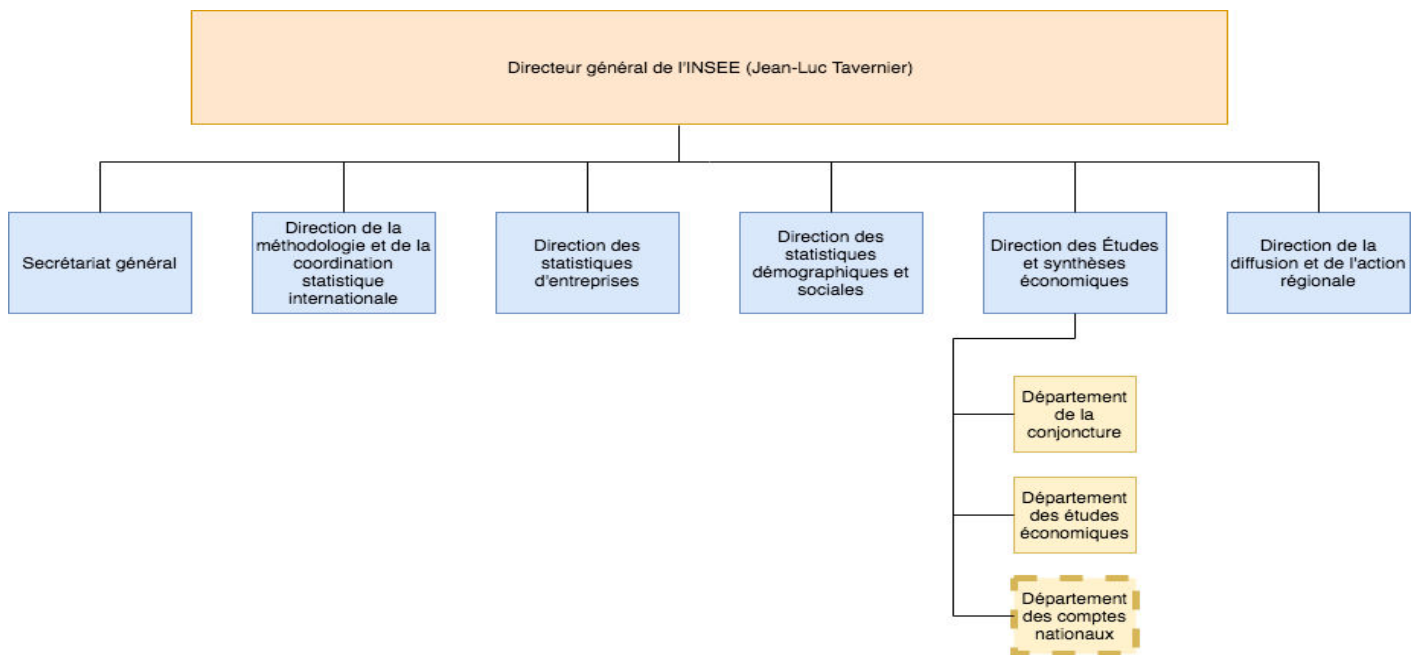 Directeur général de l'INSEE (Jean-Luc Tavernier)
Secrétariat général
Direction de la
méthodologie et de la
coordination
statistique
internationale
Direction des
statistiques
d'entreprises
Direction des
statistiques
démographiques et
sociales
Direction des Études
et synthèses
économiques
Direction de la
diffusion et de l'action
régionale
Département
de la
conjoncture
Département
des études
économiques
Département
des comptes
nationaux